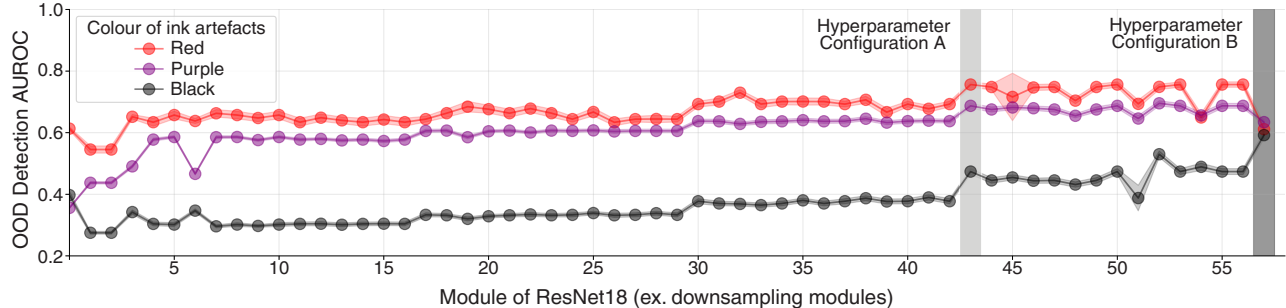 1.0
0.8
0.6
0.4
0.2
OOD Detection AUROC
Colour of ink artefacts
Red
Purple
Black
Hyperparameter
Configuration A
Hyperparameter
Configuration B
5
10
15
20
25
30
35
40
45
50
55
Module of ResNet18 (ex. downsampling modules)